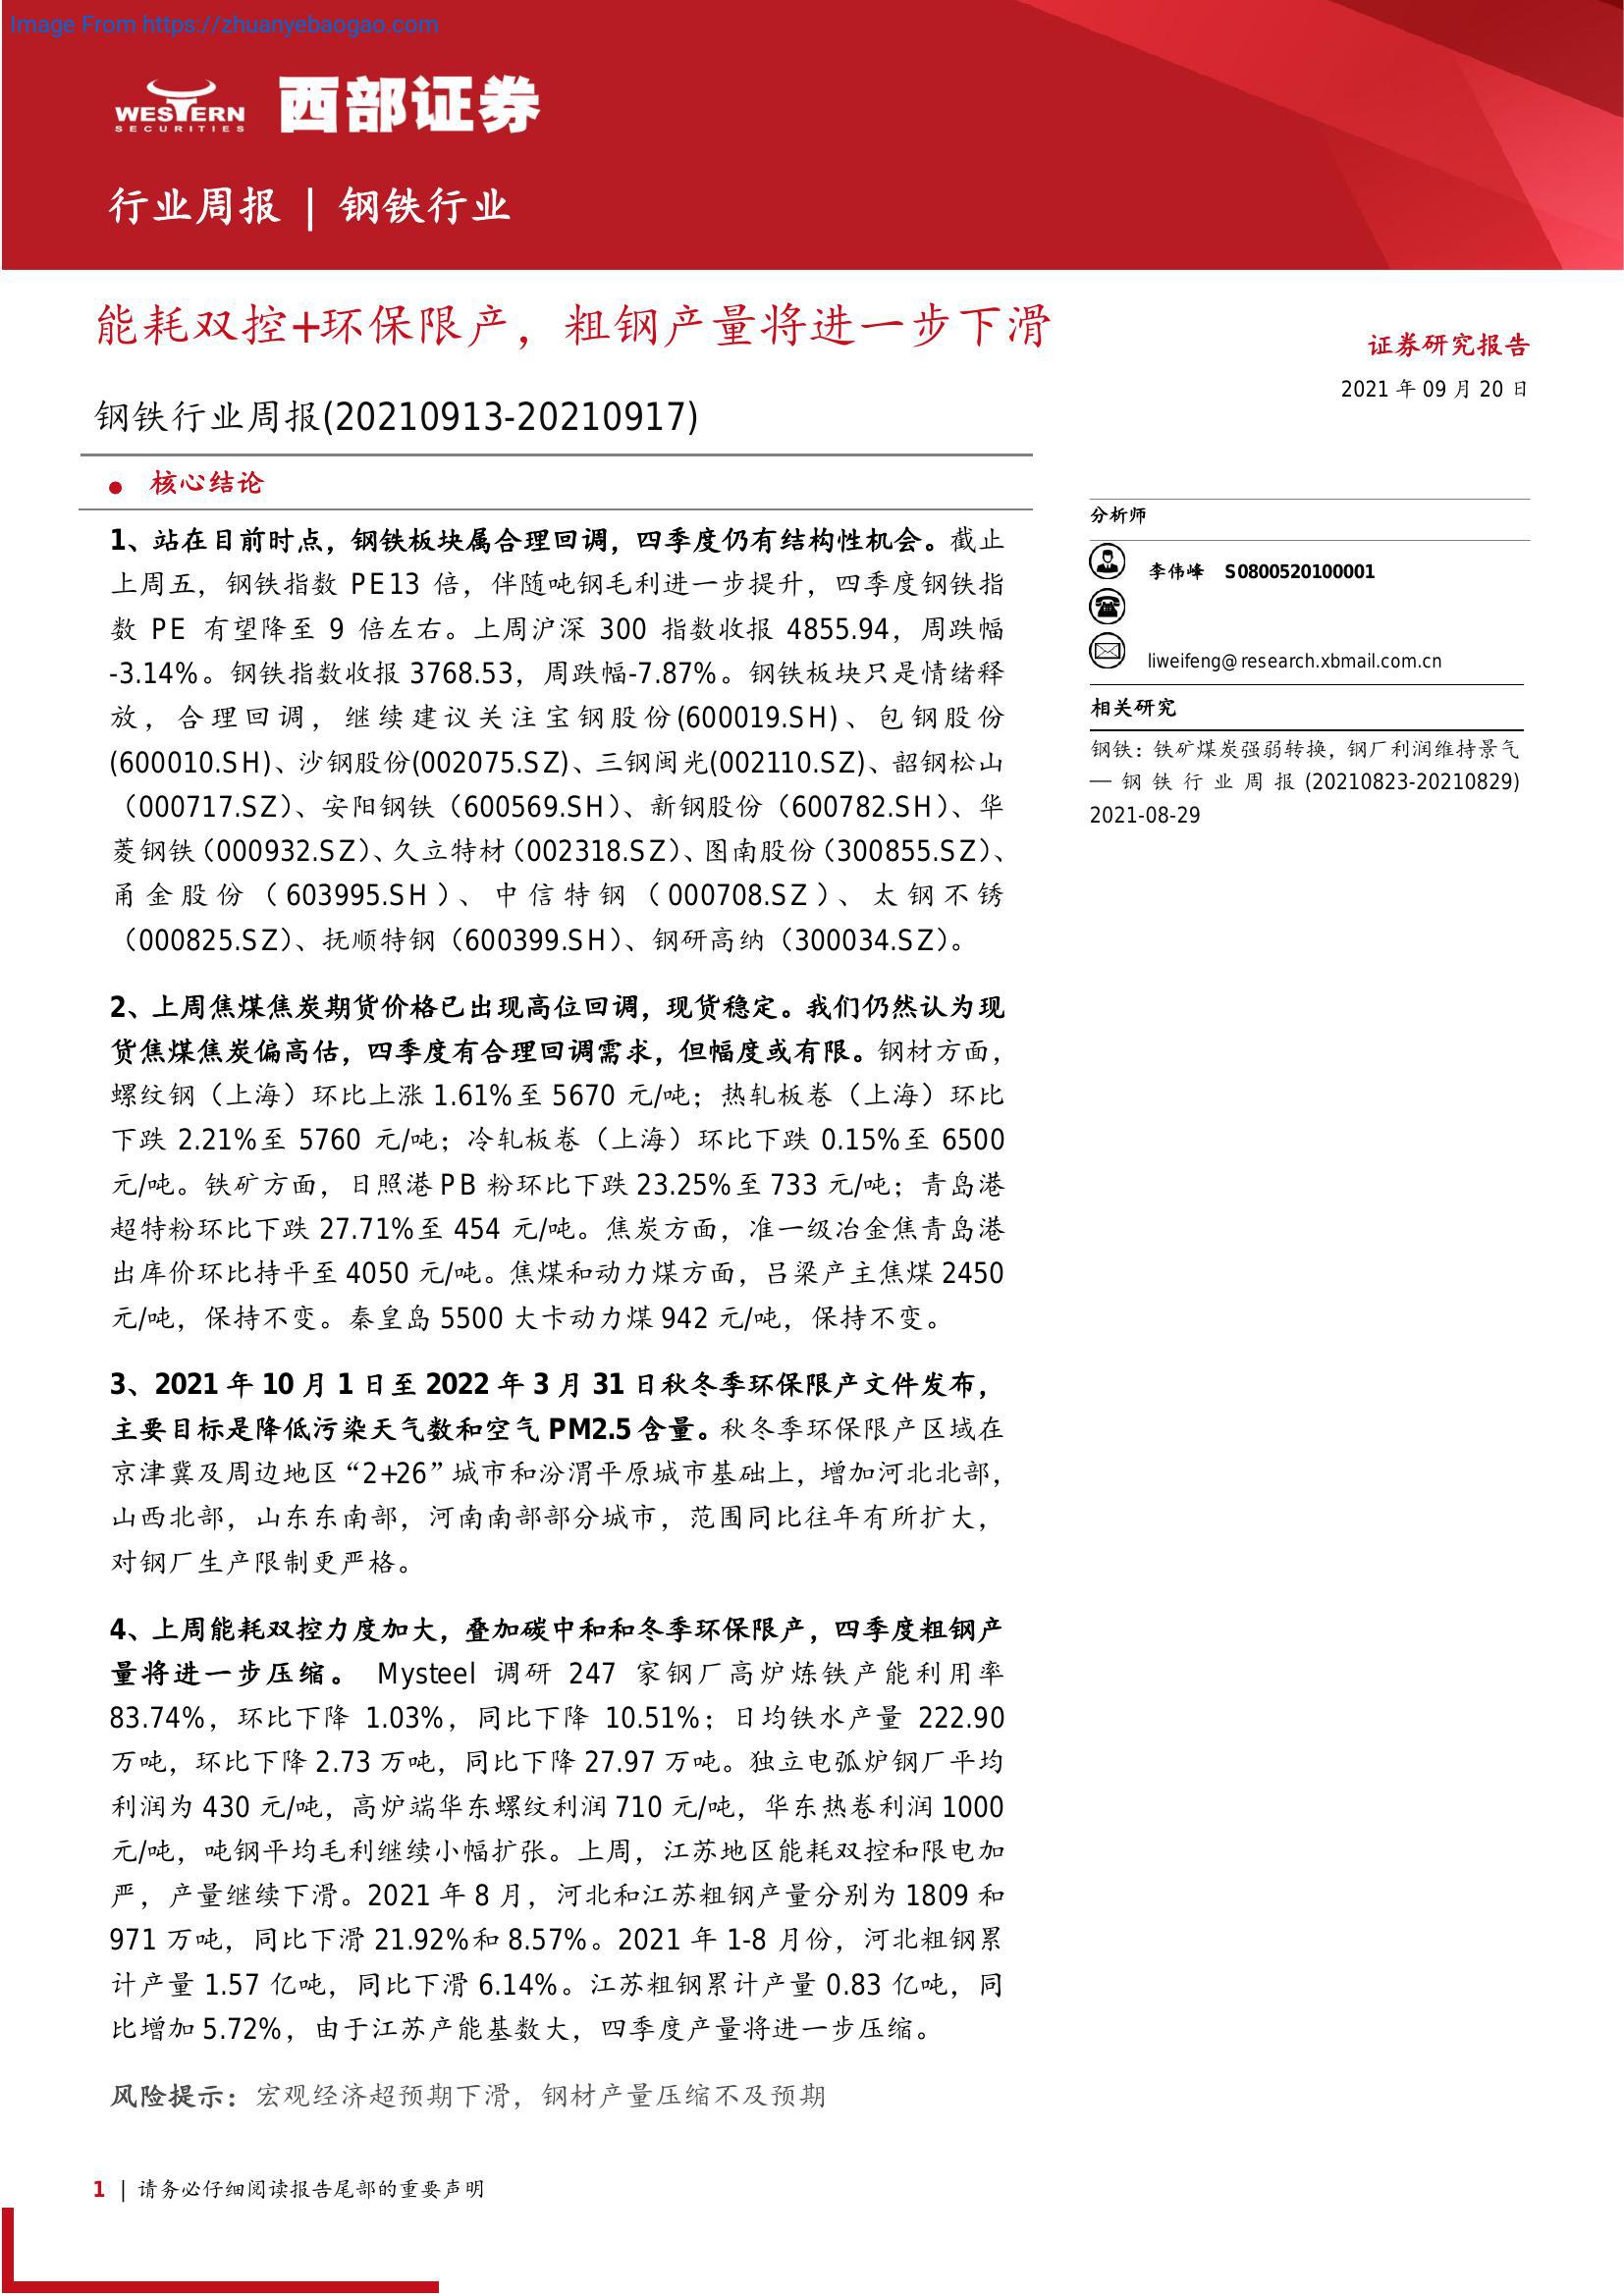 Image From https://zhuanyebaogao.com
WESTERN
SECURITIES
西部证券
行业周报 | 钢铁行业
能耗双控+环保限产，粗钢产量将进一步下滑
钢铁行业周报(20210913-20210917)
● 核心结论
1、站在目前时点，钢铁板块属合理回调，四季度仍有结构性机会。截止
上周五，钢铁指数 PE13 倍，伴随吨钢毛利进一步提升，四季度钢铁指
数 PE 有望降至 9 倍左右。上周沪深 300 指数收报 4855.94，周跌幅
-3.14%。钢铁指数收报 3768.53，周跌幅-7.87%。钢铁板块只是情绪释
放，合理回调，继续建议关注宝钢股份(600019.SH)、包钢股份
(600010.SH)、沙钢股份(002075.SZ)、三钢闽光(002110.SZ)、韶钢松山
（000717.SZ）、安阳钢铁（600569.SH）、新钢股份（600782.SH）、华
菱钢铁（000932.SZ）、久立特材（002318.SZ）、图南股份（300855.SZ）、
甬金股份（603995.SH）、中信特钢（000708.SZ）、太钢不锈
（000825.SZ）、抚顺特钢（600399.SH）、钢研高纳（300034.SZ）。
2、上周焦煤焦炭期货价格已出现高位回调，现货稳定。我们仍然认为现
货焦煤焦炭偏高估，四季度有合理回调需求，但幅度或有限。钢材方面，
螺纹钢（上海）环比上涨 1.61%至 5670 元/吨；热轧板卷（上海）环比
下跌 2.21%至 5760 元/吨；冷轧板卷（上海）环比下跌 0.15%至 6500
元/吨。铁矿方面，日照港 PB 粉环比下跌 23.25%至 733 元/吨；青岛港
超特粉环比下跌 27.71%至 454 元/吨。焦炭方面，准一级冶金焦青岛港
出库价环比持平至 4050 元/吨。焦煤和动力煤方面，吕梁产主焦煤 2450
元/吨，保持不变。秦皇岛 5500 大卡动力煤 942 元/吨，保持不变。
3、2021 年 10 月 1 日至 2022 年 3 月 31 日秋冬季环保限产文件发布，
主要目标是降低污染天气数和空气 PM2.5 含量。秋冬季环保限产区域在
京津冀及周边地区“2+26”城市和汾渭平原城市基础上，增加河北北部，
山西北部，山东东南部，河南南部部分城市，范围同比往年有所扩大，
对钢厂生产限制更严格。
4、上周能耗双控力度加大，叠加碳中和和冬季环保限产，四季度粗钢产
量将进一步压缩。 Mysteel 调研 247 家钢厂高炉炼铁产能利用率
83.74%，环比下降 1.03%，同比下降 10.51%；日均铁水产量 222.90
万吨，环比下降 2.73 万吨，同比下降 27.97 万吨。独立电弧炉钢厂平均
利润为 430 元/吨，高炉端华东螺纹利润 710 元/吨，华东热卷利润 1000
元/吨，吨钢平均毛利继续小幅扩张。上周，江苏地区能耗双控和限电加
严，产量继续下滑。2021 年 8 月，河北和江苏粗钢产量分别为 1809 和
971 万吨，同比下滑 21.92%和 8.57%。2021 年 1-8 月份，河北粗钢累
计产量 1.57 亿吨，同比下滑 6.14%。江苏粗钢累计产量 0.83 亿吨，同
比增加 5.72%，由于江苏产能基数大，四季度产量将进一步压缩。
风险提示：宏观经济超预期下滑，钢材产量压缩不及预期
证券研究报告
2021 年 09 月 20 日
分析师
李伟峰 S0800520100001
liweifeng@research.xbmail.com.cn
相关研究
钢铁：铁矿煤炭强弱转换，钢厂利润维持景气
—钢铁行业周报(20210823-20210829)
2021-08-29
1 | 请务必仔细阅读报告尾部的重要声明